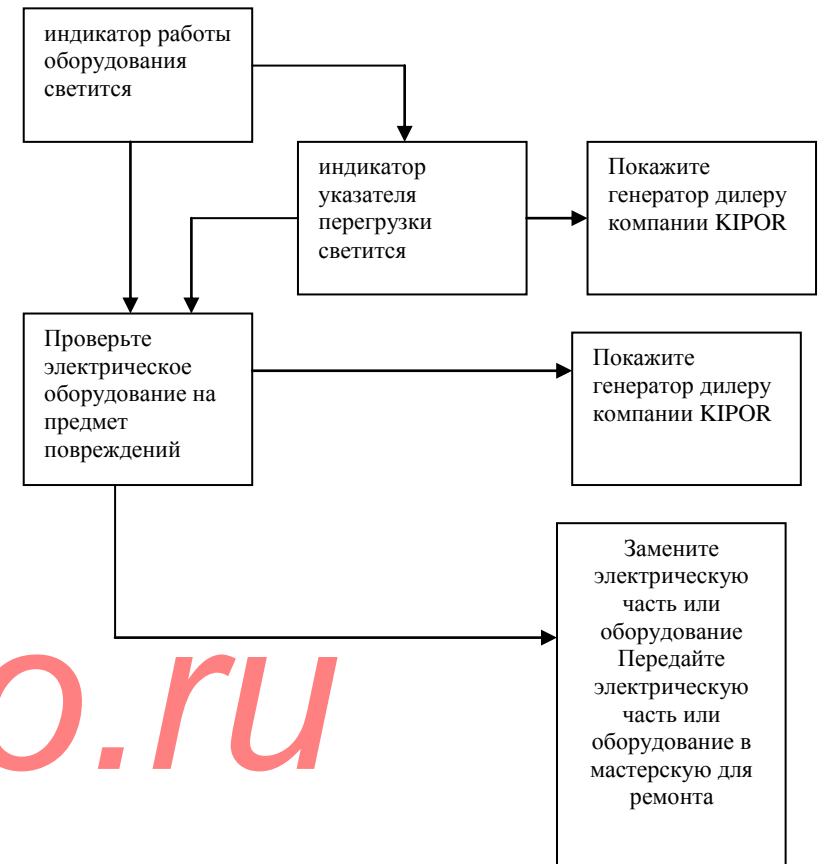 индикатор работы
оборудования
светится
индикатор
указателя
перегрузки
светится
Покажите
генератор дилеру
компании KIPOR
Проверьте
электрическое
оборудование на
предмет
повреждений
Покажите
генератор дилеру
компании KIPOR
Замените
электрическую
часть или
оборудование
Передайте
электрическую
часть или
оборудование в
мастерскую для
ремонта
o.ru